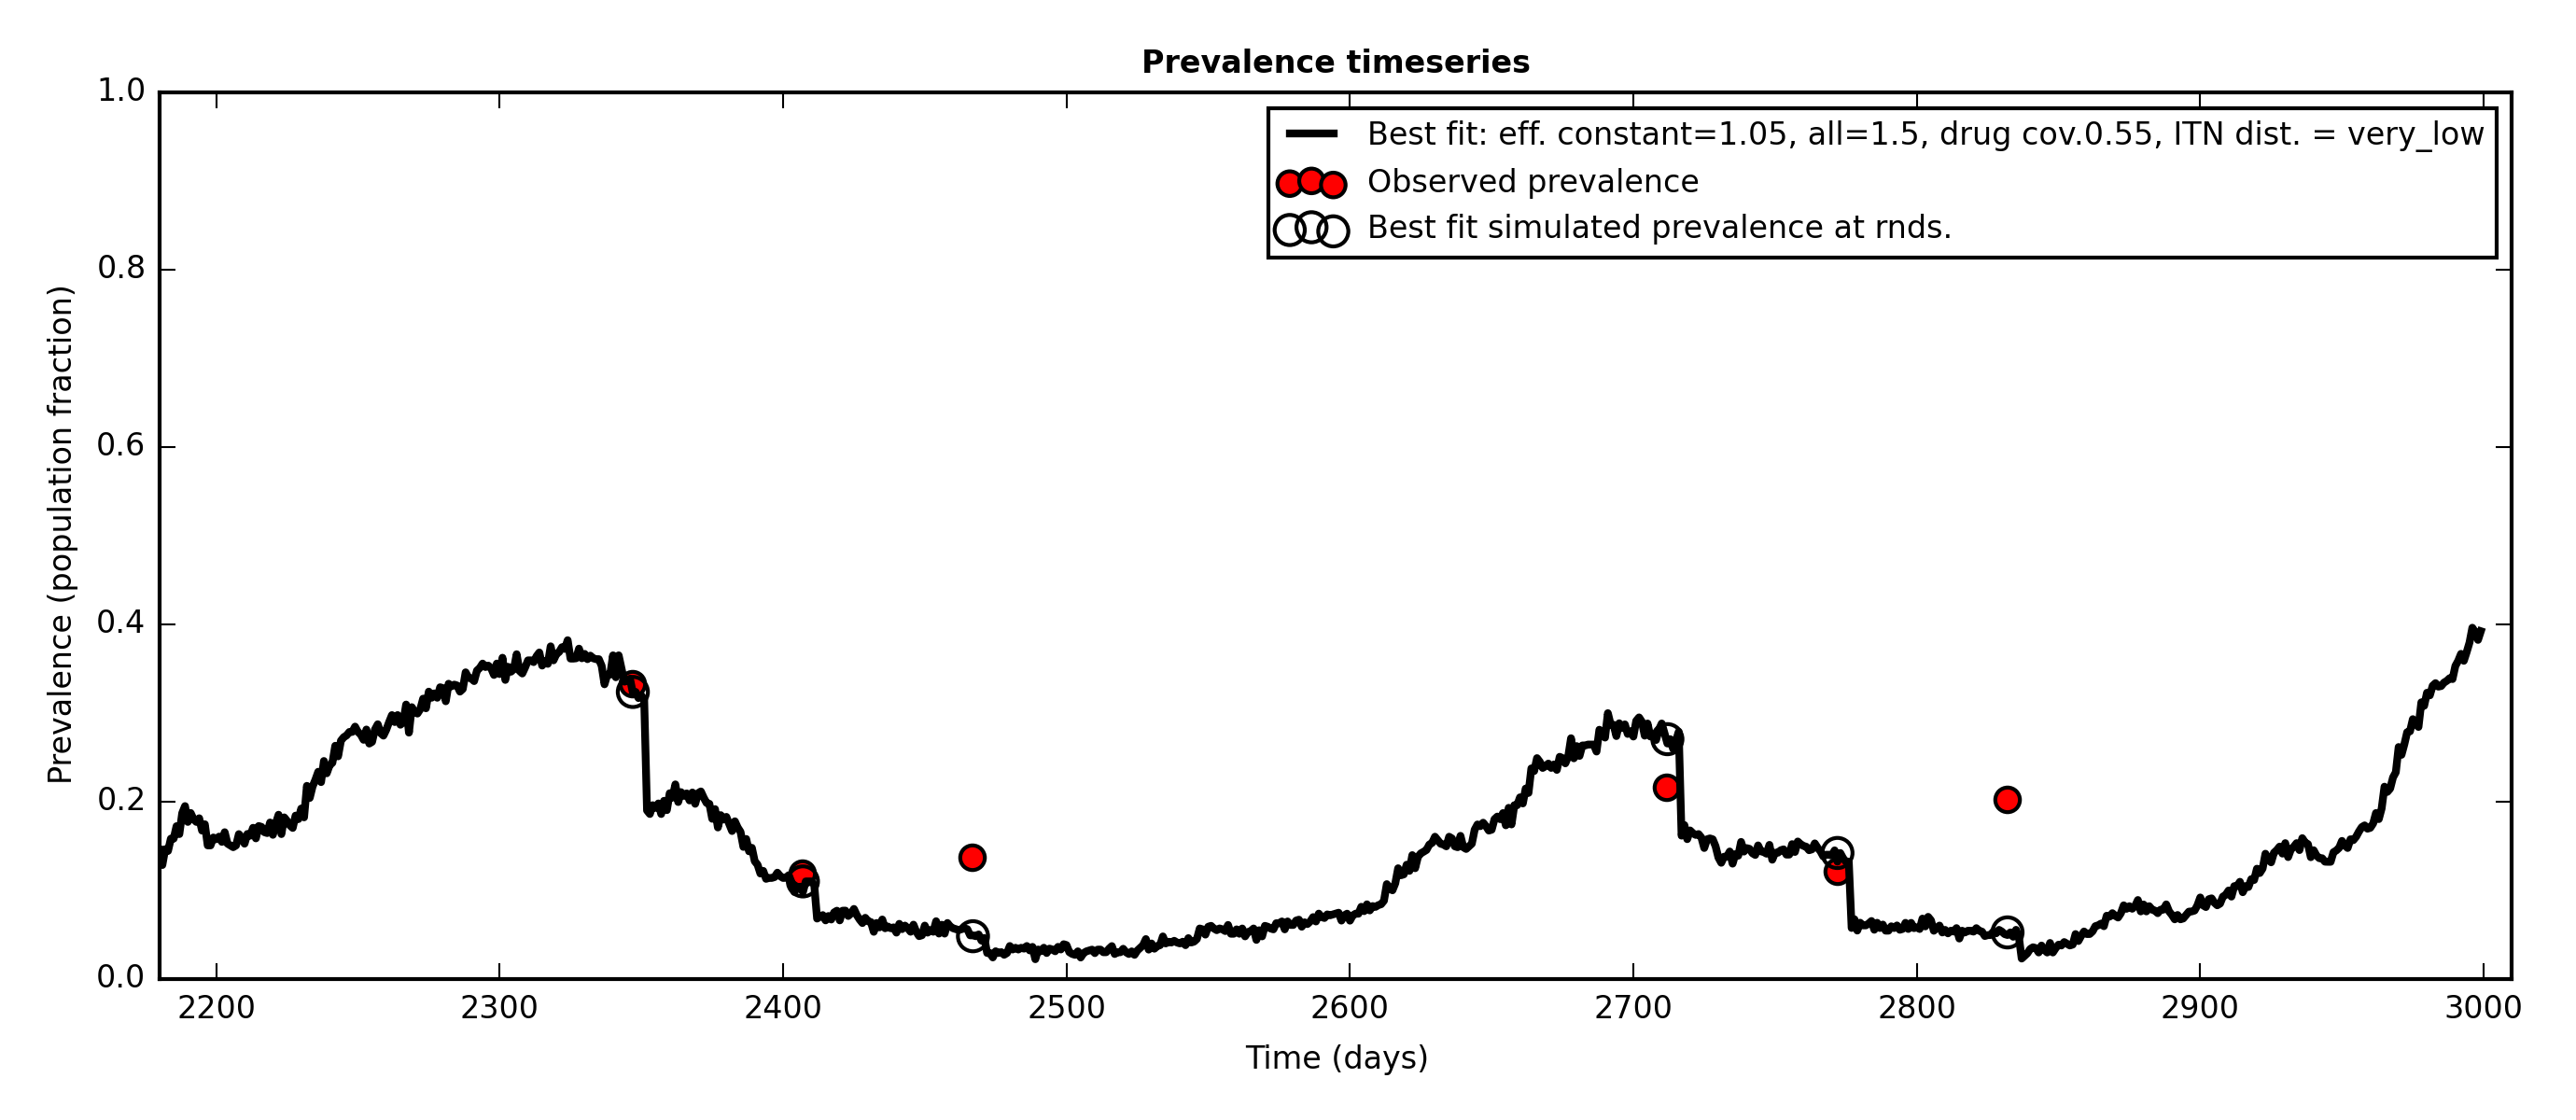 Prevalence timeseries
1.0
0.8
0.6
0.4
0.2
0.0
Prevalence (population fraction)
Best fit: eff. constant=1.05, all=1.5, drug cov.0.55, ITN dist. = very_low
Observed prevalence
Best fit simulated prevalence at rnds.
2200 2300 2400 2500 2600 2700 2800 2900 3000
Time (days)